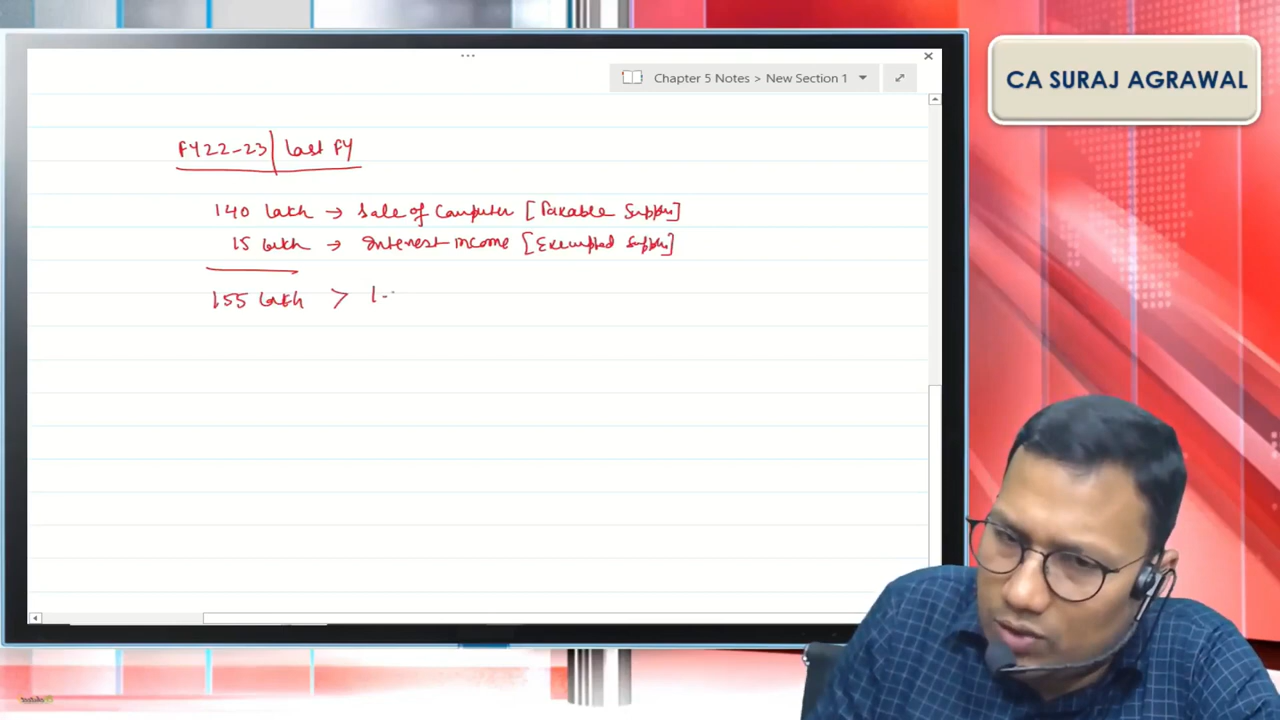 ...
Chapter 5 Notes > New Section 1
CA SURAJ AGRAWAL
FY22-23 | last FY
140 lakh → Sale of Computer [Taxable Supply]
15 lakh → Interest income [Exempted Supply]
155 lakh > 1.